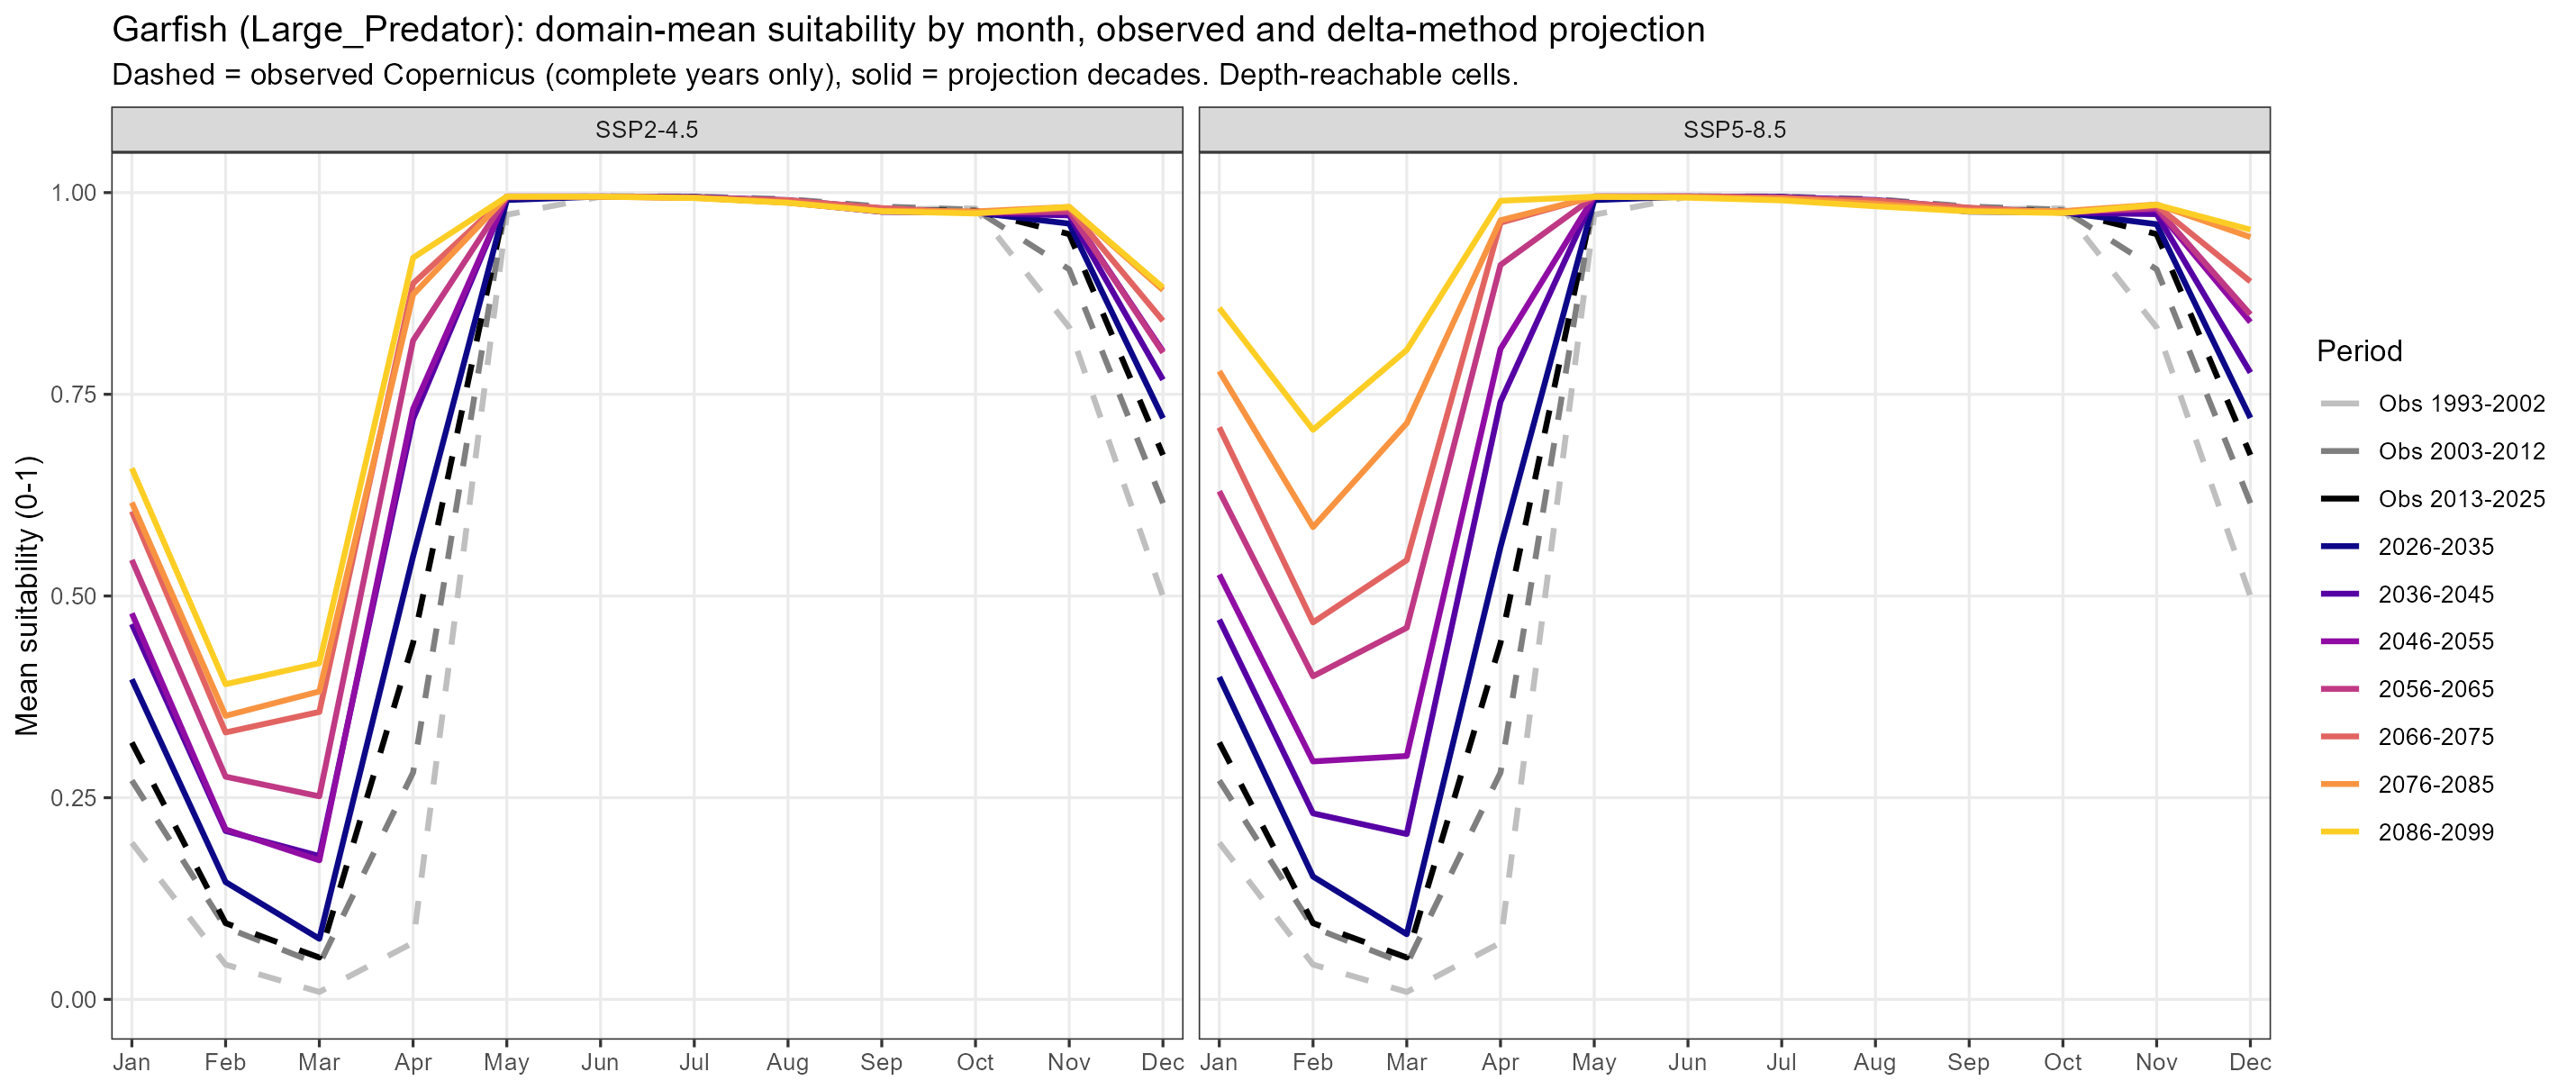 Garfish (Large_Predator): domain-mean suitability by month, observed and delta-method projection
Dashed = observed Copernicus (complete years only), solid = projection decades. Depth-reachable cells.
SSP2-4.5
SSP5-8.5
Mean suitability (0-1)
1.00
0.75
0.50
0.25
0.00
Jan Feb Mar Apr May Jun Jul Aug Sep Oct Nov Dec
Jan Feb Mar Apr May Jun Jul Aug Sep Oct Nov Dec
Period
Obs 1993-2002
Obs 2003-2012
Obs 2013-2025
2026-2035
2036-2045
2046-2055
2056-2065
2066-2075
2076-2085
2086-2099